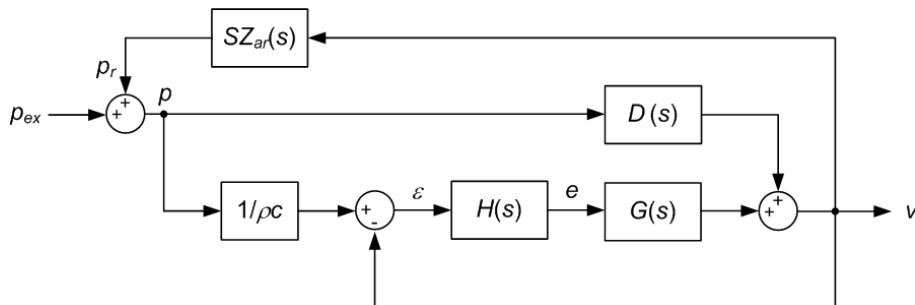 SZar(s)
pr
p
pex
+
+
D (s)
1/ρc
+
-
ε
H(s)
e
G(s)
+
+
v